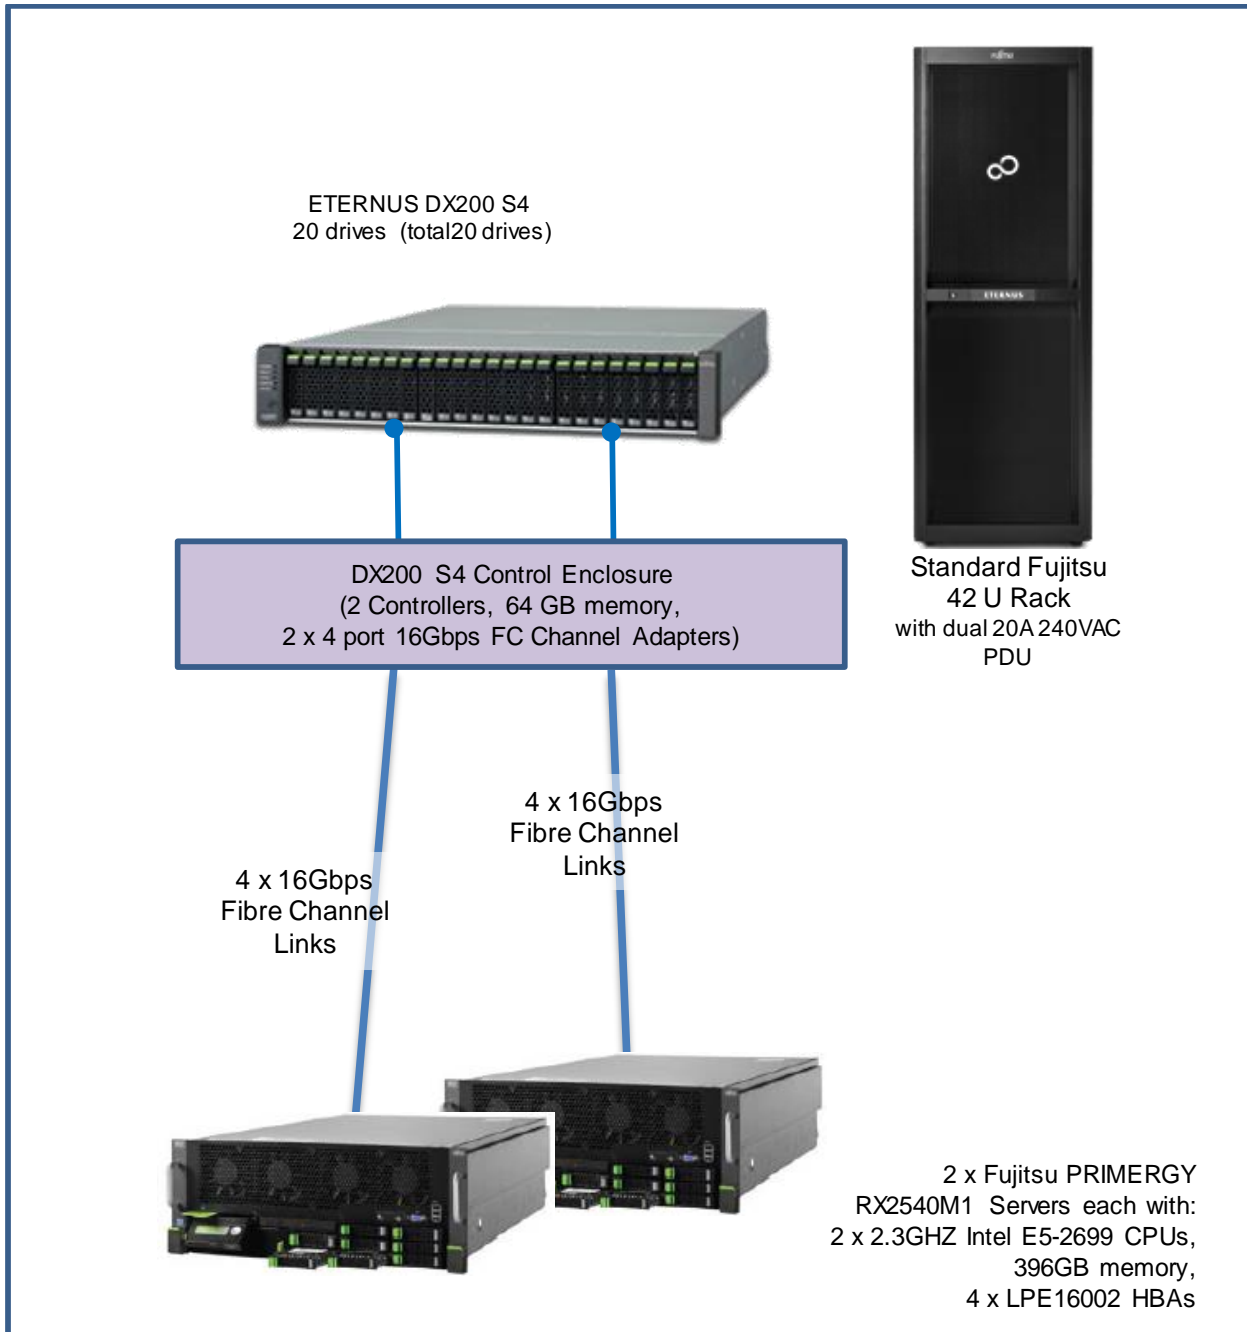 FUJITSU
ETERNUS DX200 S4
20 drives (total20 drives)
ETERNUS
DX200 S4 Control Enclosure
(2 Controllers, 64 GB memory,
2 x 4 port 16Gbps FC Channel Adapters)
Standard Fujitsu
42 U Rack
with dual 20A 240VAC
PDU
4 x 16Gbps
Fibre Channel
Links
4 x 16Gbps
Fibre Channel
Links
2 x Fujitsu PRIMERGY
RX2540M1 Servers each with:
2 x 2.3GHZ Intel E5-2699 CPUs,
396GB memory,
4 x LPE16002 HBAs